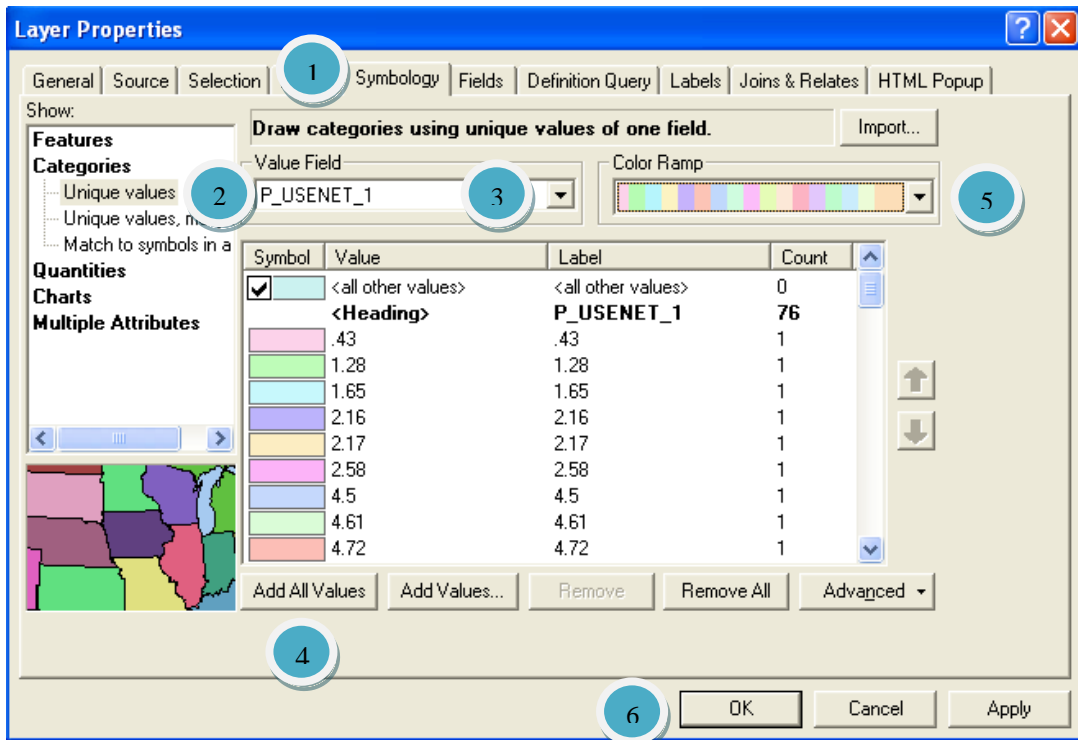 Layer Properties
1
General Source Selection Symbology Fields Definition Query Labels Joins & Relates HTML Popup
Show:
Features
Categories
Unique values
Unique values,
Match to symbols in a
Quantities
Charts
Multiple Attributes
Draw categories using unique values of one field.
Import...
Value Field
2
P_USENET_1
3
Color Ramp
5
Symbol Value Label Count
<all other values> <all other values> 0
<Heading> P_USENET_1 76
.43 .43 1
1.28 1.28 1
1.65 1.65 1
2.16 2.16 1
2.17 2.17 1
2.58 2.58 1
4.5 4.5 1
4.61 4.61 1
4.72 4.72 1
Add All Values Add Values... Remove Remove All Advanced
4
6
OK Cancel Apply